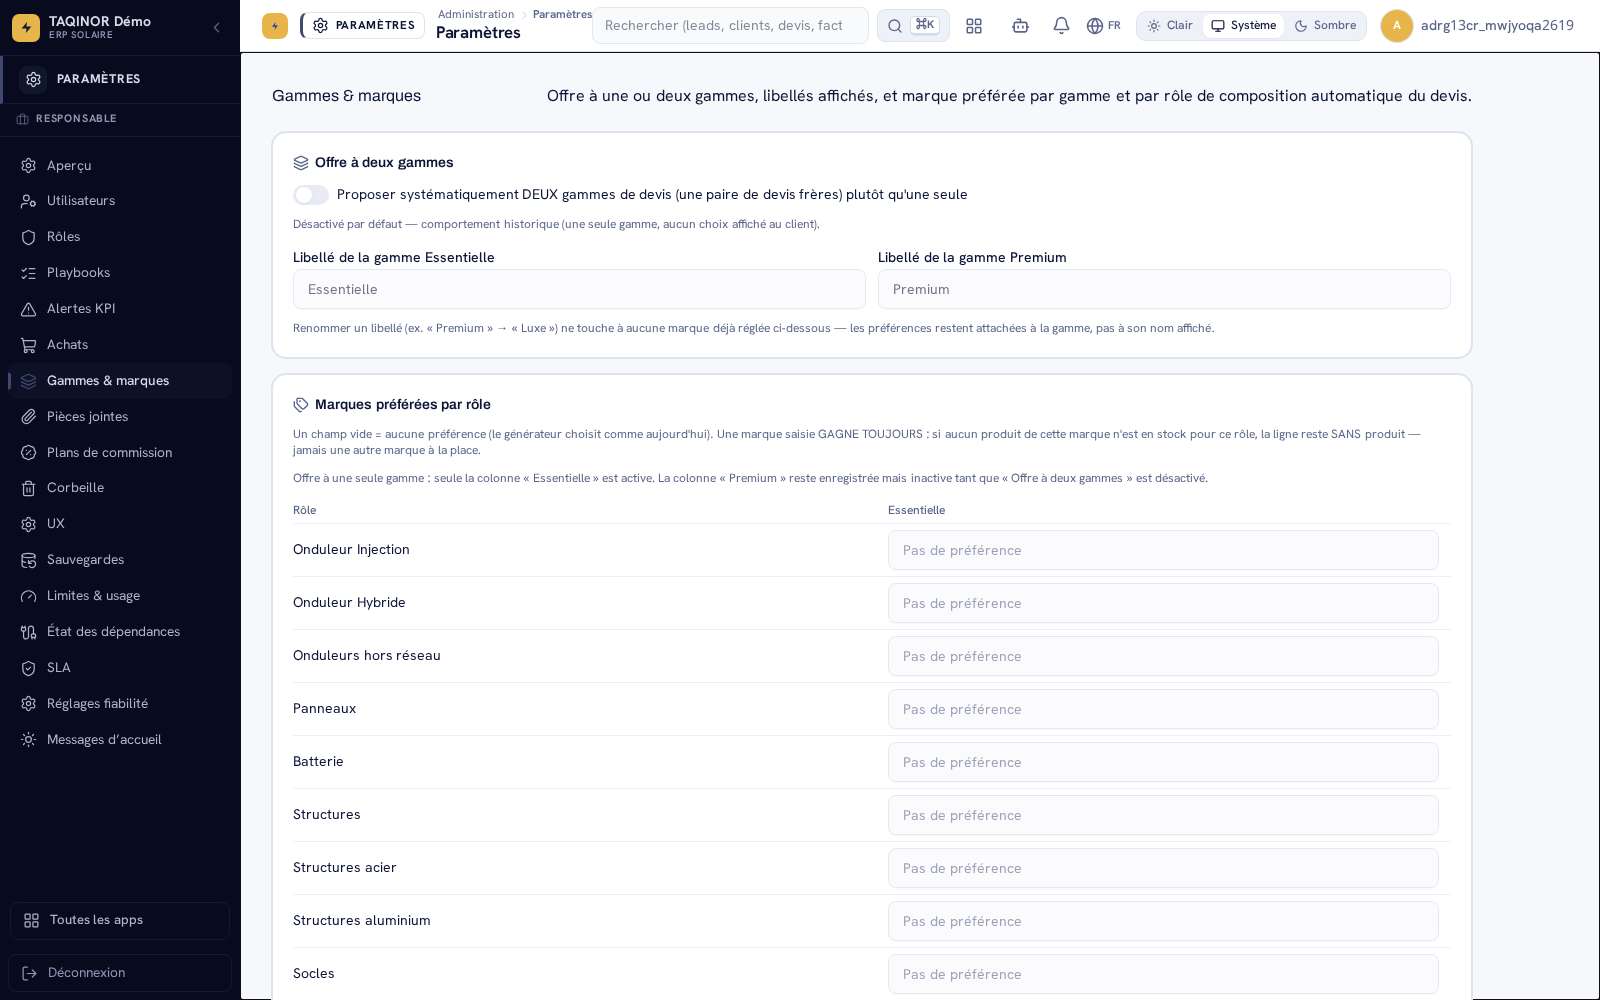 TAQINOR Démo
ERP SOLAIRE
PARAMÈTRES
RESPONSABLE
Aperçu
Utilisateurs
Rôles
Playbooks
Alertes KPI
Achats
Gammes & marques
Pièces jointes
Plans de commission
Corbeille
UX
Sauvegardes
Limites & usage
État des dépendances
SLA
Réglages fiabilité
Messages d’accueil
Toutes les apps
Déconnexion
PARAMÈTRES
Administration > Paramètres
Paramètres
Rechercher (leads, clients, devis, fact
⌘K
FR
Clair
Système
Sombre
A
adrg13cr_mwjyoqa2619
Gammes & marques
Offre à une ou deux gammes, libellés affichés, et marque préférée par gamme et par rôle de composition automatique du devis.
Offre à deux gammes
Proposer systématiquement DEUX gammes de devis (une paire de devis frères) plutôt qu'une seule
Désactivé par défaut — comportement historique (une seule gamme, aucun choix affiché au client).
Libellé de la gamme Essentielle
Libellé de la gamme Premium
Essentielle
Premium
Renommer un libellé (ex. « Premium » → « Luxe ») ne touche à aucune marque déjà réglée ci-dessous — les préférences restent attachées à la gamme, pas à son nom affiché.
Marques préférées par rôle
Un champ vide = aucune préférence (le générateur choisit comme aujourd'hui). Une marque saisie GAGNE TOUJOURS : si aucun produit de cette marque n'est en stock pour ce rôle, la ligne reste SANS produit —
jamais une autre marque à la place.
Offre à une seule gamme : seule la colonne « Essentielle » est active. La colonne « Premium » reste enregistrée mais inactive tant que « Offre à deux gammes » est désactivé.
Rôle Essentielle
Onduleur Injection Pas de préférence
Onduleur Hybride Pas de préférence
Onduleurs hors réseau Pas de préférence
Panneaux Pas de préférence
Batterie Pas de préférence
Structures Pas de préférence
Structures acier Pas de préférence
Structures aluminium Pas de préférence
Socles Pas de préférence